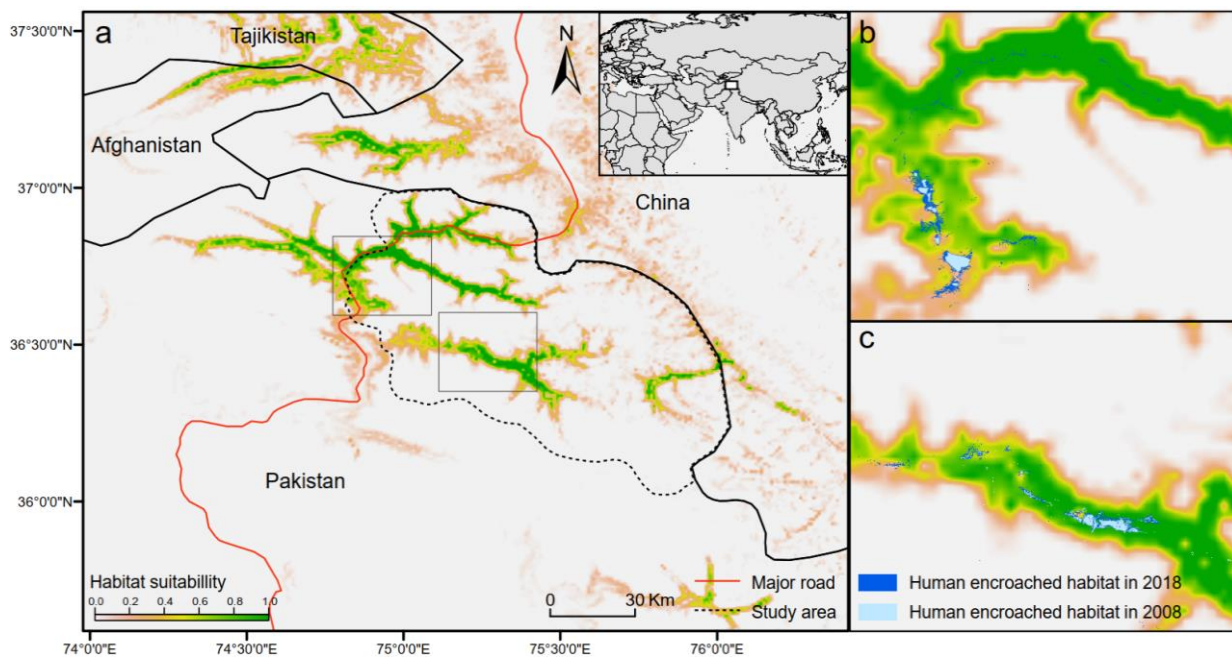 a
N
b
37°30'0"N
Tajikistan
Afghanistan
37°0'0"N
China
36°30'0"N
c
Pakistan
36°0'0"N
Habitat suitabillity
0.0 0.2 0.4 0.6 0.8 1.0
0 30 Km
Major road
Study area
Human encroached habitat in 2018
Human encroached habitat in 2008
74°0'0"E 74°30'0"E 75°0'0"E 75°30'0"E 76°0'0"E